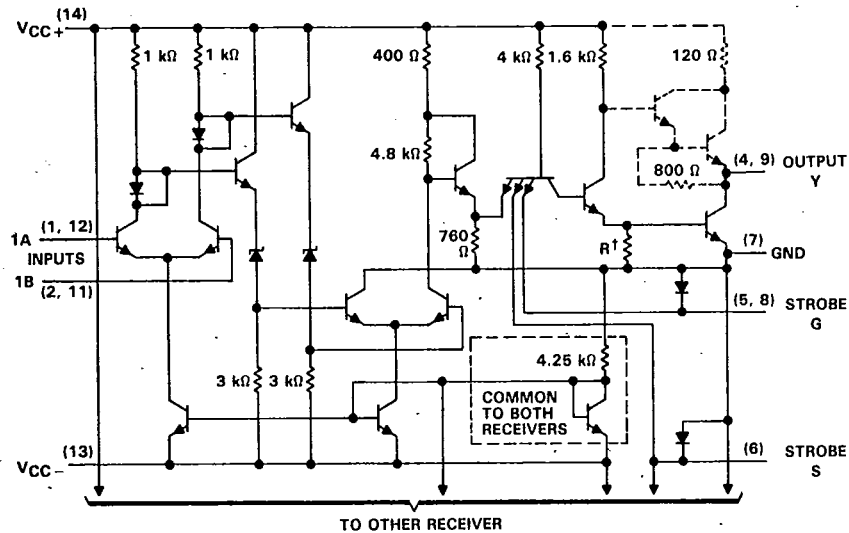 VCC+ (14)
1 kΩ
1 kΩ
400 Ω
4 kΩ
1.6 kΩ
120 Ω
4.8 kΩ
800 Ω
(4, 9) OUTPUT
Y
1A (1, 12)
INPUTS
1B
(2, 11)
760
Ω
R†
(7)
GND
(5, 8) STROBE
G
3 kΩ
3 kΩ
4.25 kΩ
COMMON
TO BOTH
RECEIVERS
VCC− (13)
(6) STROBE
S
TO OTHER RECEIVER